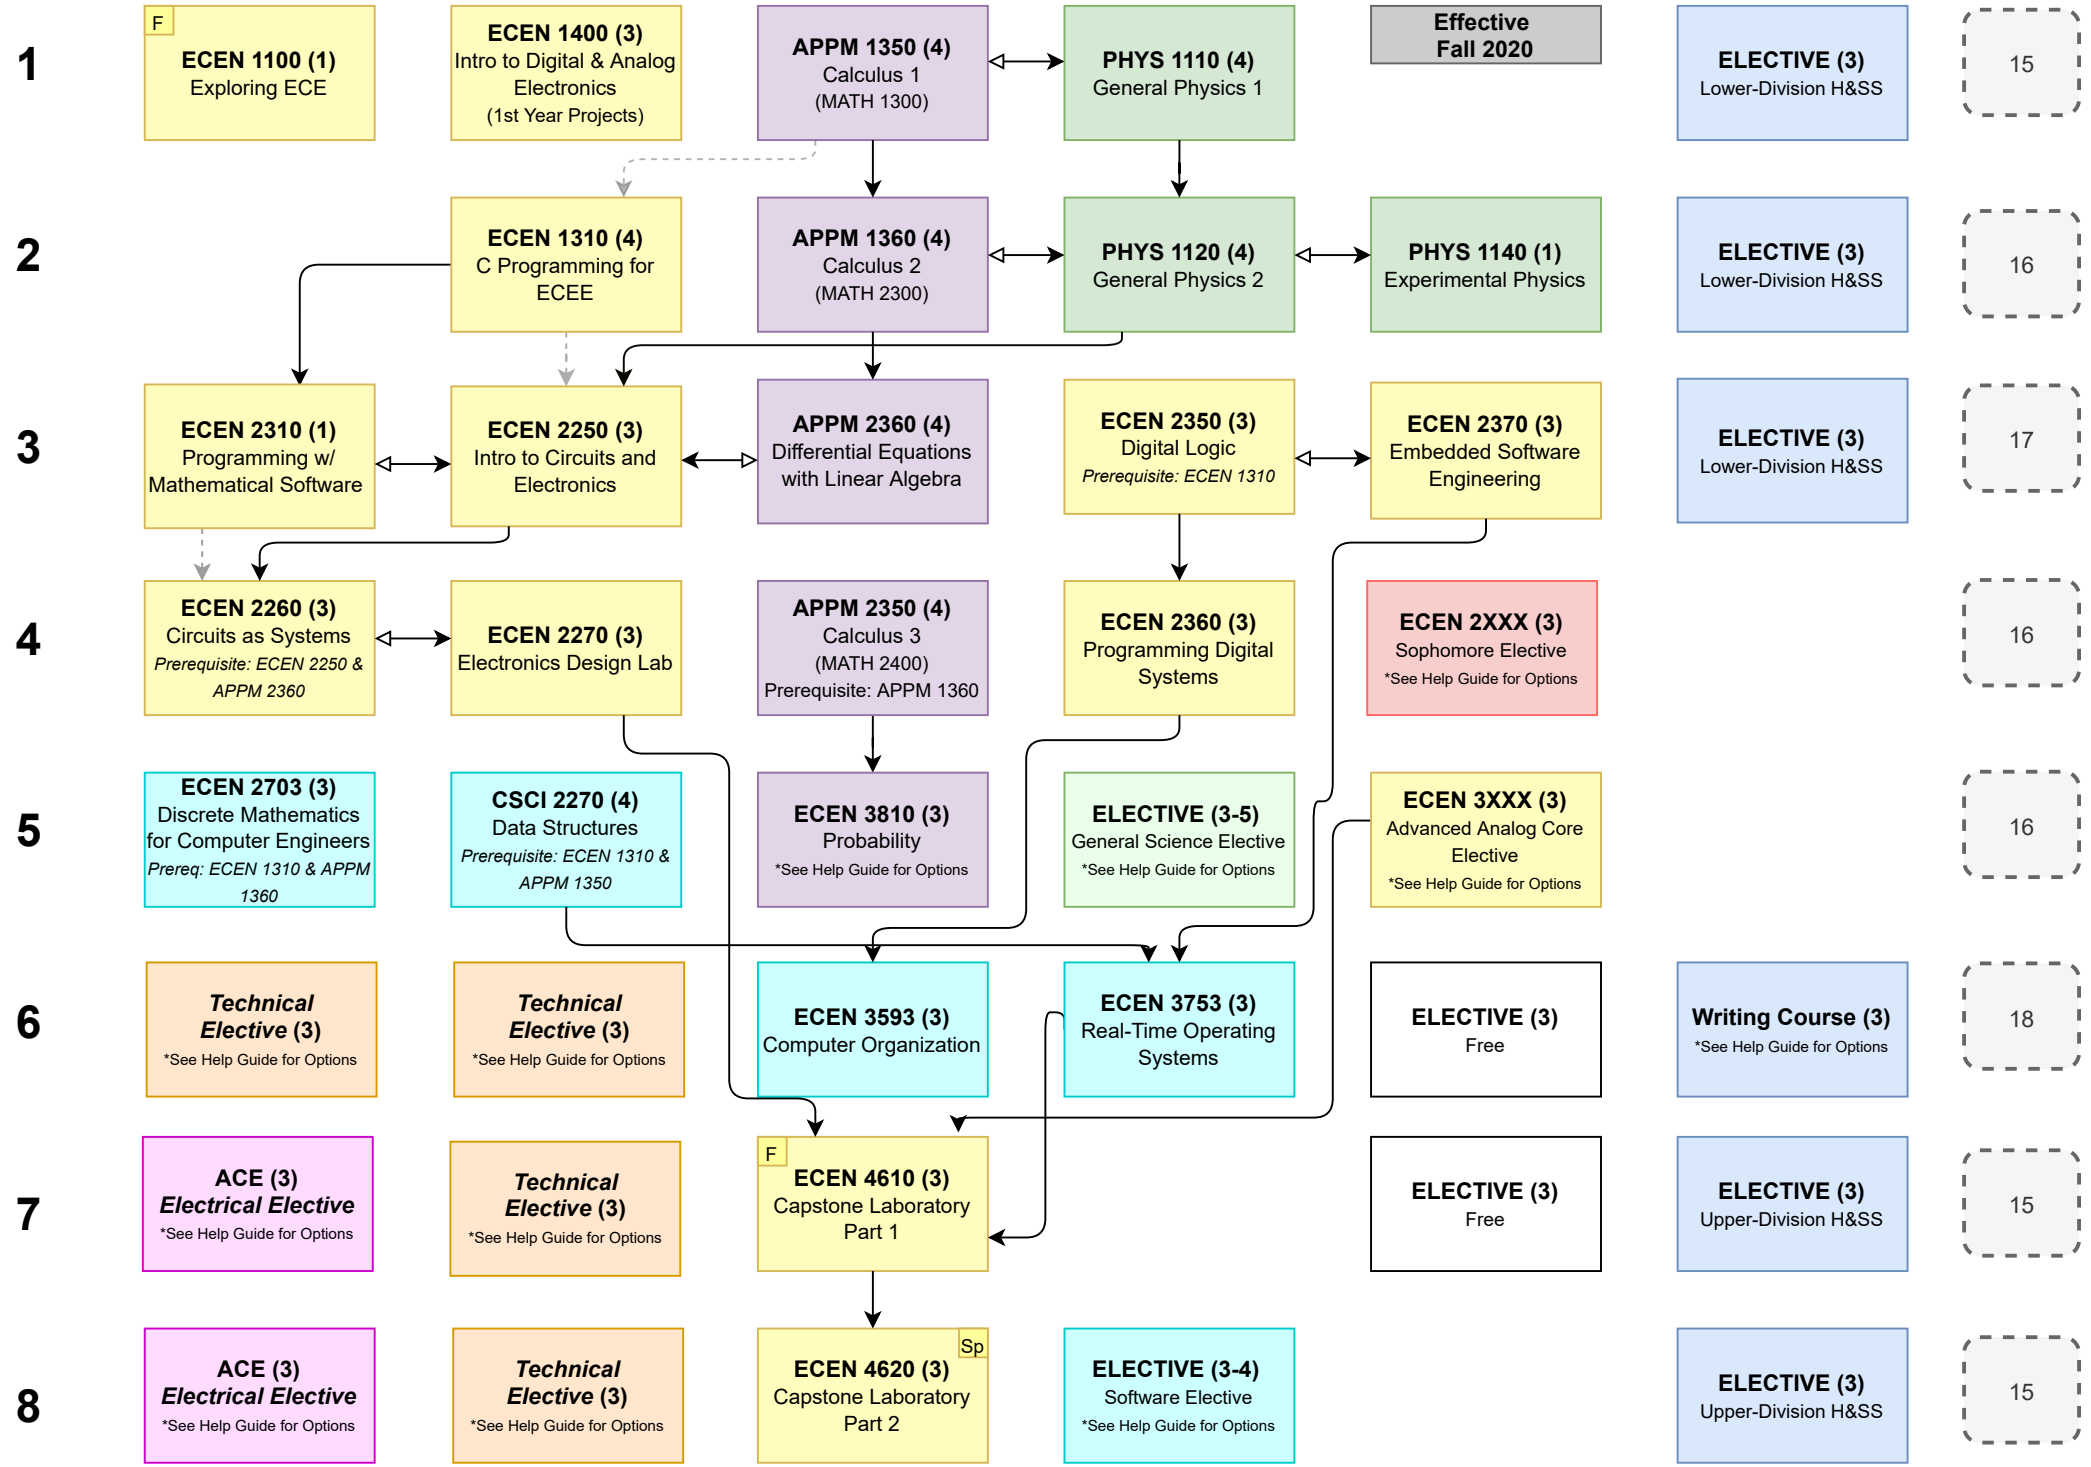 1
F
ECEN 1100 (1)
Exploring ECE
ECEN 1400 (3)
Intro to Digital & Analog
Electronics
(1st Year Projects)
APPM 1350 (4)
Calculus 1
(MATH 1300)
PHYS 1110 (4)
General Physics 1
Effective
Fall 2020
ELECTIVE (3)
Lower-Division H&SS
15
2
ECEN 1310 (4)
C Programming for
ECEE
APPM 1360 (4)
Calculus 2
(MATH 2300)
PHYS 1120 (4)
General Physics 2
PHYS 1140 (1)
Experimental Physics
ELECTIVE (3)
Lower-Division H&SS
16
3
ECEN 2310 (1)
Programming w/
Mathematical Software
ECEN 2250 (3)
Intro to Circuits and
Electronics
APPM 2360 (4)
Differential Equations
with Linear Algebra
ECEN 2350 (3)
Digital Logic
Prerequisite: ECEN 1310
ECEN 2370 (3)
Embedded Software
Engineering
ELECTIVE (3)
Lower-Division H&SS
17
4
ECEN 2260 (3)
Circuits as Systems
Prerequisite: ECEN 2250 &
APPM 2360
ECEN 2270 (3)
Electronics Design Lab
APPM 2350 (4)
Calculus 3
(MATH 2400)
Prerequisite: APPM 1360
ECEN 2360 (3)
Programming Digital
Systems
ECEN 2XXX (3)
Sophomore Elective
*See Help Guide for Options
16
5
ECEN 2703 (3)
Discrete Mathematics
for Computer Engineers
Prereq: ECEN 1310 & APPM
1360
CSCI 2270 (4)
Data Structures
Prerequisite: ECEN 1310 &
APPM 1350
ECEN 3810 (3)
Probability
*See Help Guide for Options
ELECTIVE (3-5)
General Science Elective
*See Help Guide for Options
ECEN 3XXX (3)
Advanced Analog Core
Elective
*See Help Guide for Options
16
6
Technical
Elective (3)
*See Help Guide for Options
Technical
Elective (3)
*See Help Guide for Options
ECEN 3593 (3)
Computer Organization
ECEN 3753 (3)
Real-Time Operating
Systems
ELECTIVE (3)
Free
Writing Course (3)
*See Help Guide for Options
18
7
ACE (3)
Electrical Elective
*See Help Guide for Options
Technical
Elective (3)
*See Help Guide for Options
F
ECEN 4610 (3)
Capstone Laboratory
Part 1
ELECTIVE (3)
Free
ELECTIVE (3)
Upper-Division H&SS
15
8
ACE (3)
Electrical Elective
*See Help Guide for Options
Technical
Elective (3)
*See Help Guide for Options
Sp
ECEN 4620 (3)
Capstone Laboratory
Part 2
ELECTIVE (3-4)
Software Elective
*See Help Guide for Options
ELECTIVE (3)
Upper-Division H&SS
15